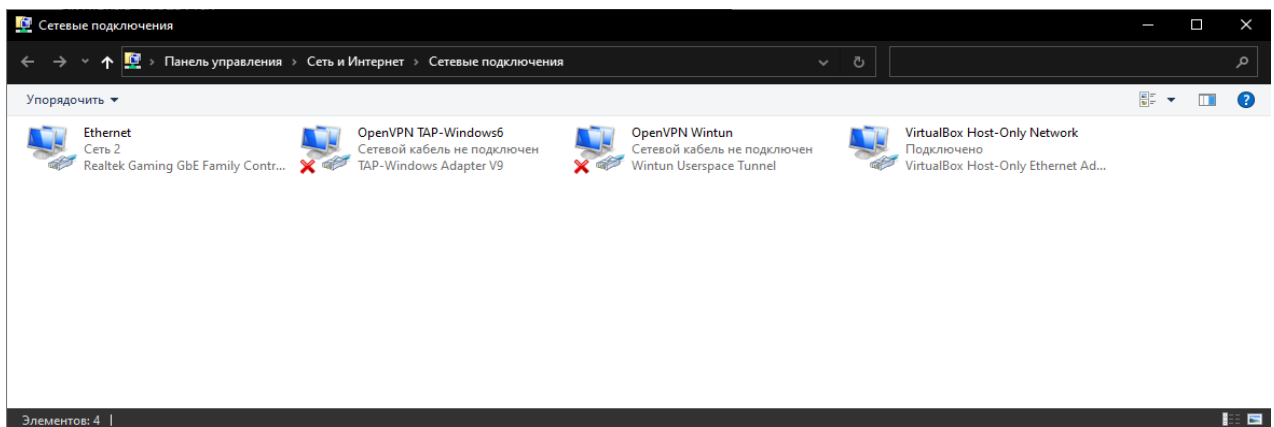 Сетевые подключения
Панель управления › Сеть и Интернет › Сетевые подключения
Упорядочить
Ethernet
Сеть 2
Realtek Gaming GbE Family Contr...
OpenVPN TAP-Windows6
Сетевой кабель не подключен
TAP-Windows Adapter V9
OpenVPN Wintun
Сетевой кабель не подключен
Wintun Userspace Tunnel
VirtualBox Host-Only Network
Подключено
VirtualBox Host-Only Ethernet Ad...
Элементов: 4